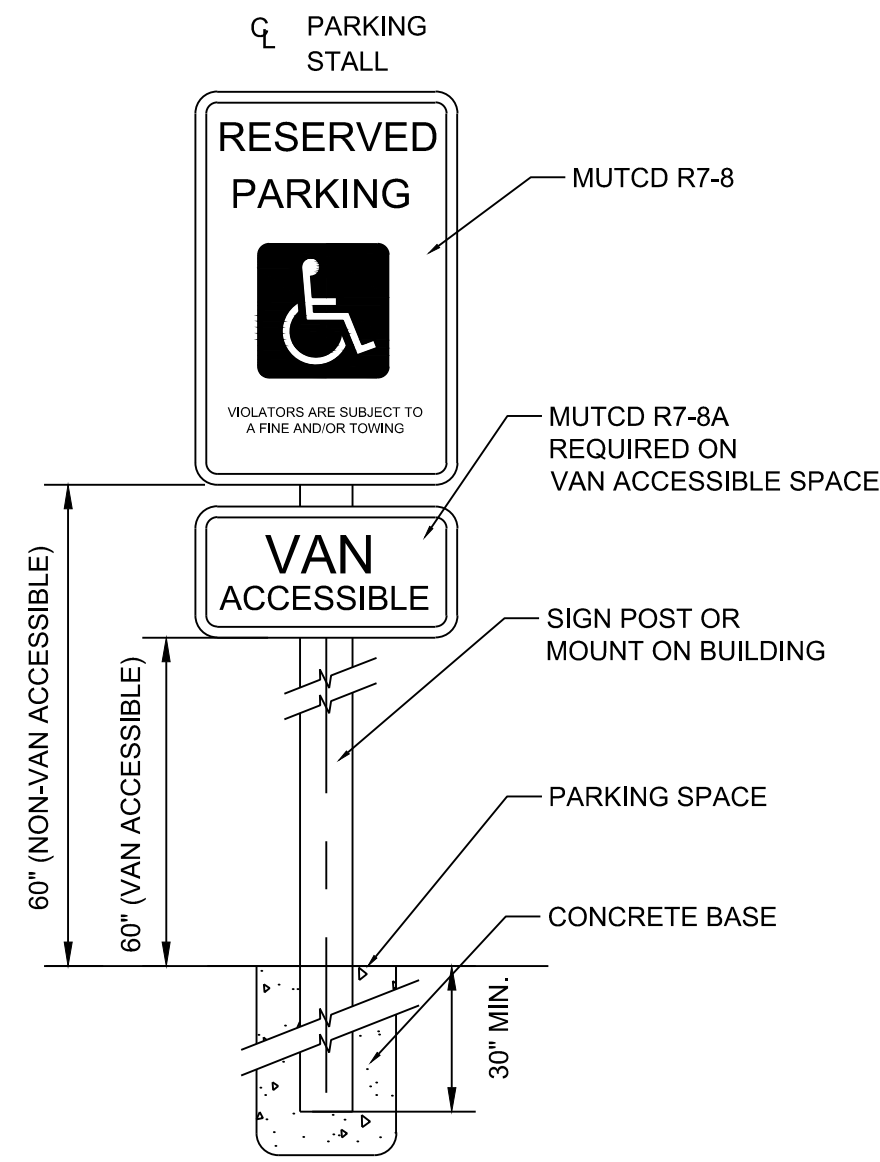 ℄ PARKING
STALL
RESERVED
PARKING
MUTCD R7-8
VIOLATORS ARE SUBJECT TO
A FINE AND/OR TOWING
MUTCD R7-8A
REQUIRED ON
VAN ACCESSIBLE SPACE
VAN
ACCESSIBLE
SIGN POST OR
MOUNT ON BUILDING
60" (NON-VAN ACCESSIBLE)
60" (VAN ACCESSIBLE)
PARKING SPACE
CONCRETE BASE
30" MIN.